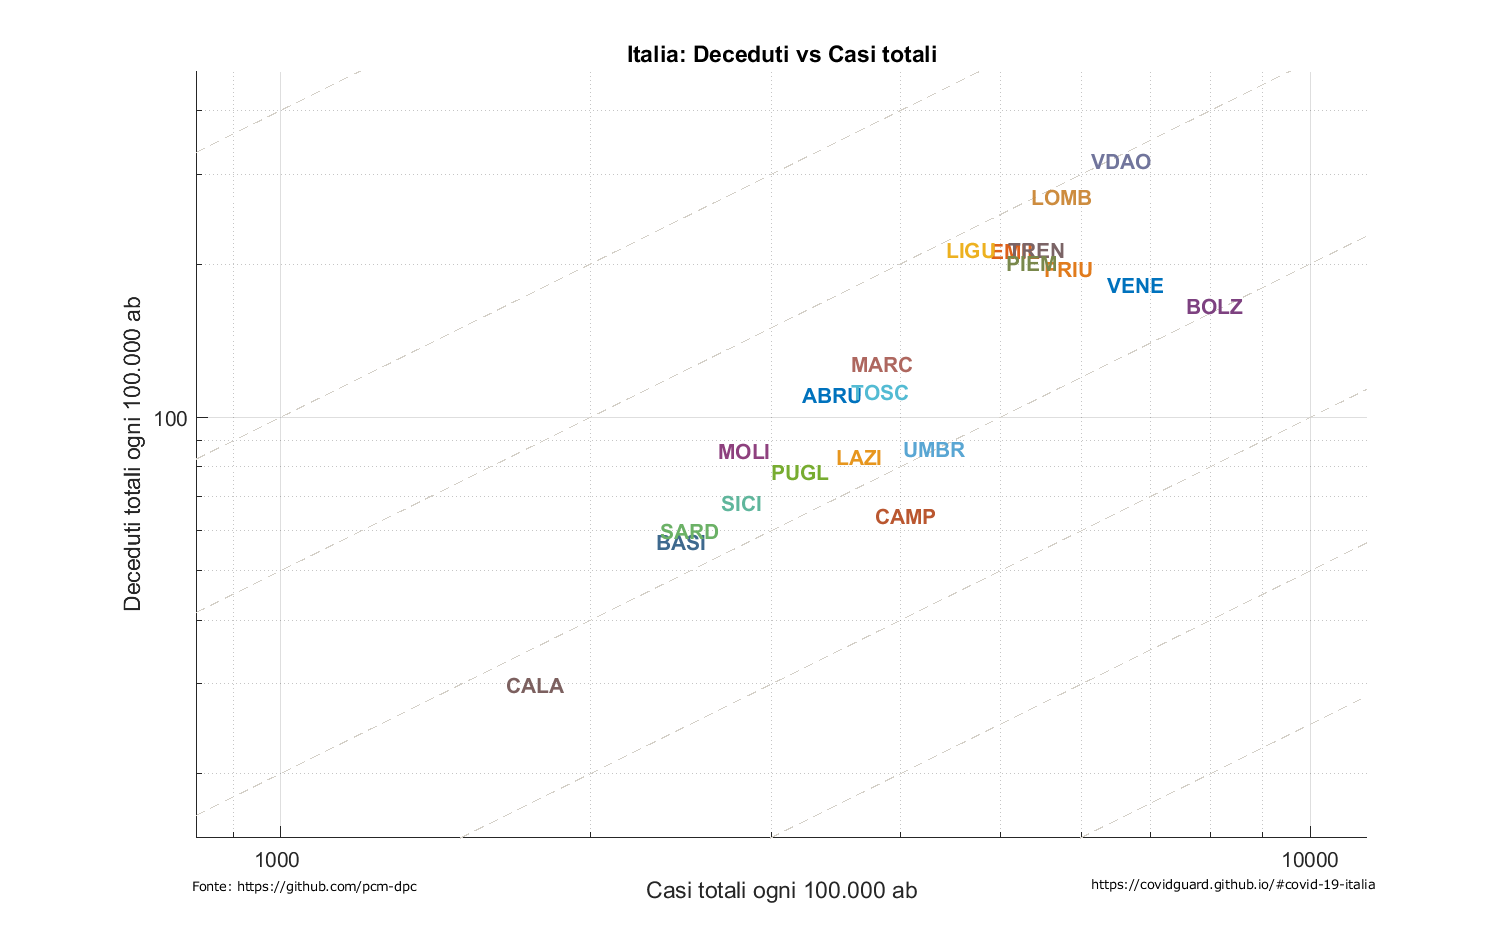 Italia: Deceduti vs Casi totali
VDAO
LOMB
LIGU
EMIL
TREN
PIEM
FRIU
VENE
BOLZ
MARC
ABRU
TOSC
100
MOLI
LAZI
UMBR
PUGL
SICI
CAMP
SARD
BASI
CALA
Deceduti totali ogni 100.000 ab
1000
10000
Casi totali ogni 100.000 ab
Fonte: https://github.com/pcm-dpc
https://covidguard.github.io/#covid-19-italia